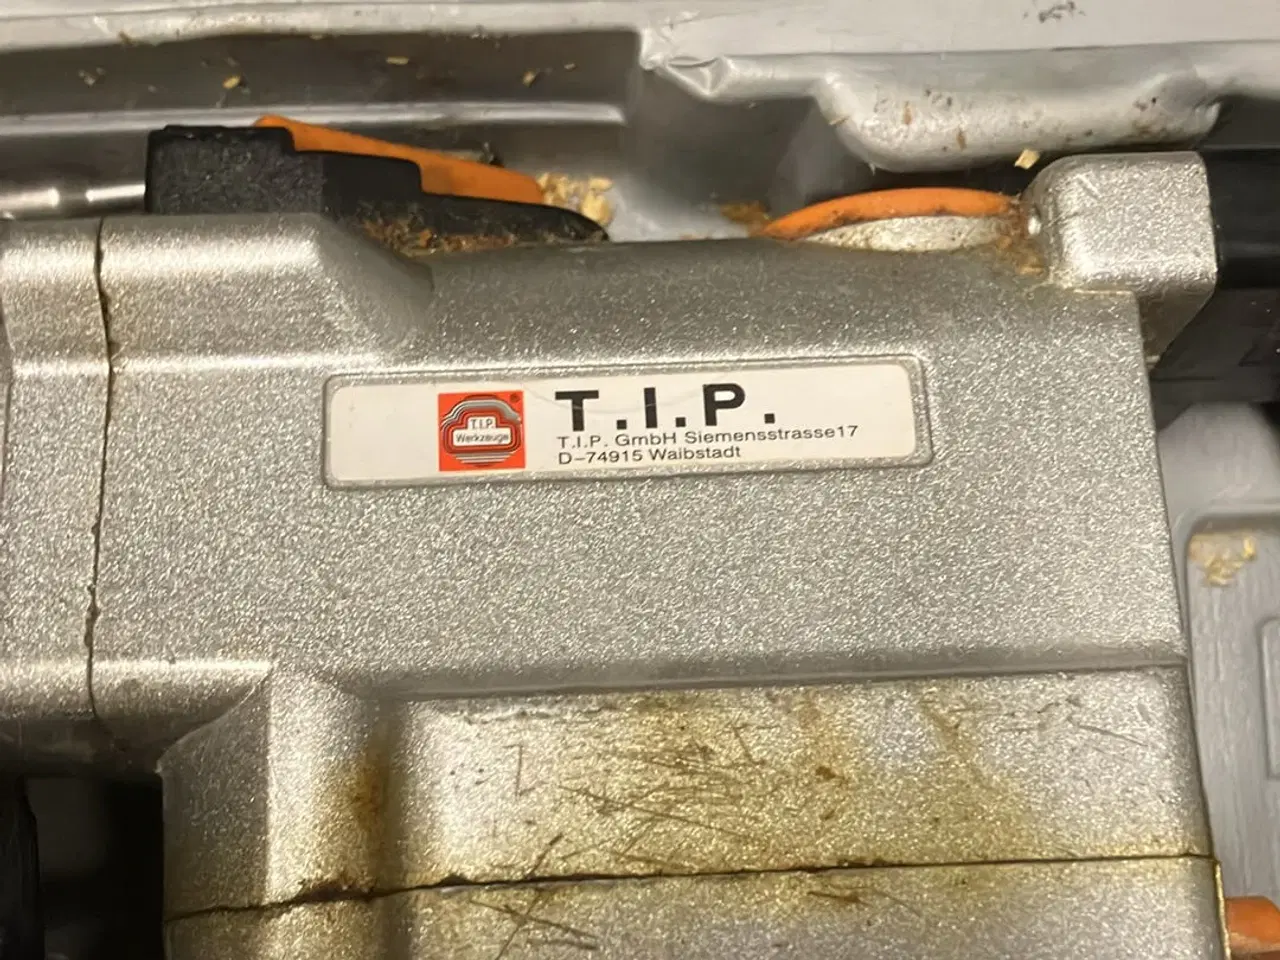 T.I.P.
Werkzeuge
®
T.I.P.
T.I.P. GmbH Siemensstrasse17
D-74915 Waibstadt